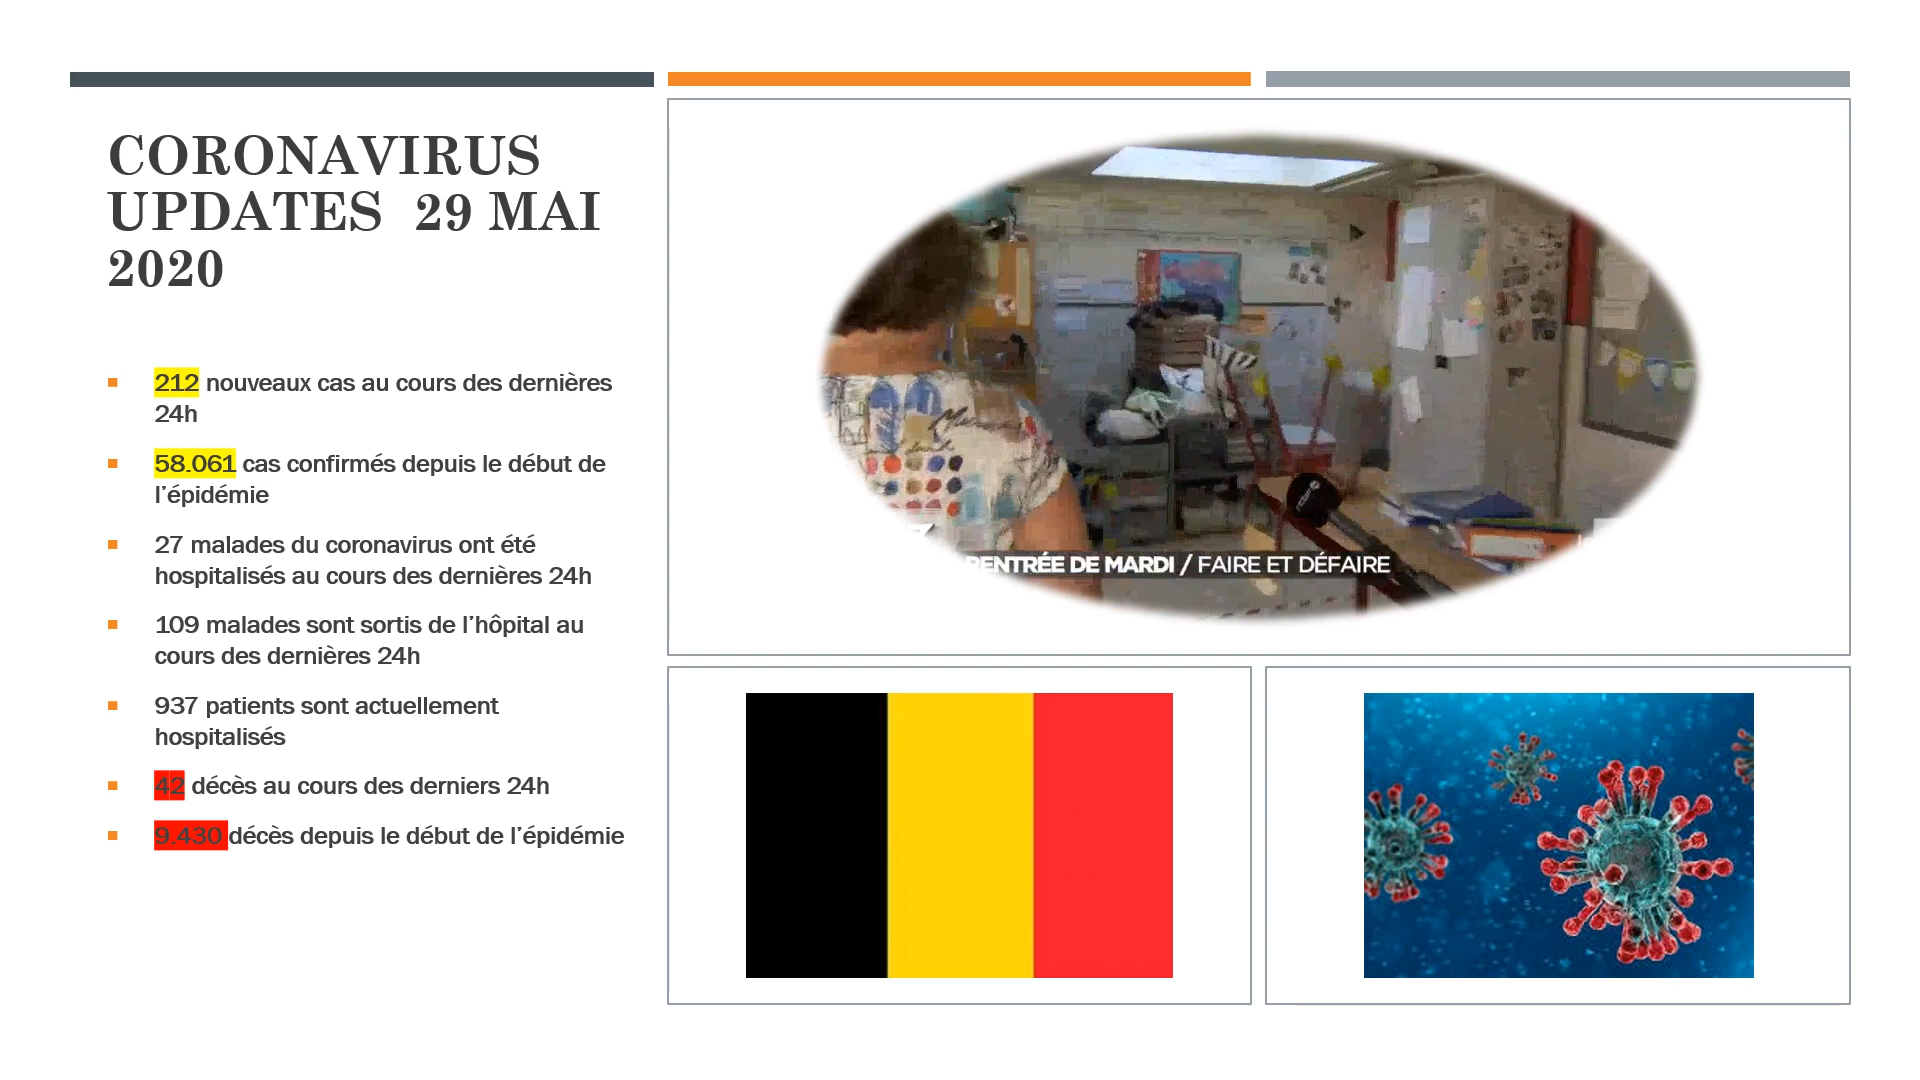 CORONAVIRUS
UPDATES 29 MAI
2020
212 nouveaux cas au cours des dernières
24h
58.061 cas confirmés depuis le début de
l’épidémie
27 malades du coronavirus ont été
hospitalisés au cours des dernières 24h
109 malades sont sortis de l’hôpital au
cours des dernières 24h
937 patients sont actuellement
hospitalisés
42 décès au cours des derniers 24h
9.430 décès depuis le début de l’épidémie
RENTRÉE DE MARDI / FAIRE ET DÉFAIRE